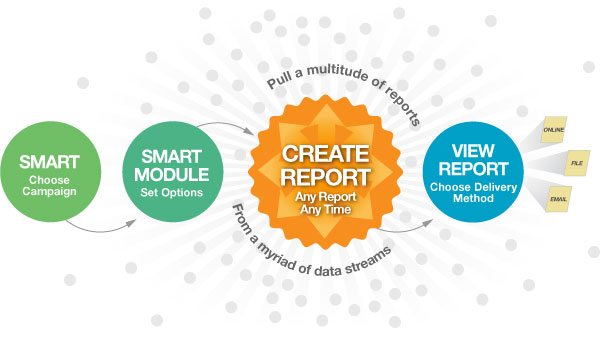 Pull a multitude of reports
SMART
Choose
Campaign
SMART
MODULE
Set Options
CREATE
REPORT
Any Report
Any Time
VIEW
REPORT
Choose Delivery
Method
ONLINE
FILE
EMAIL
From a myriad of data streams